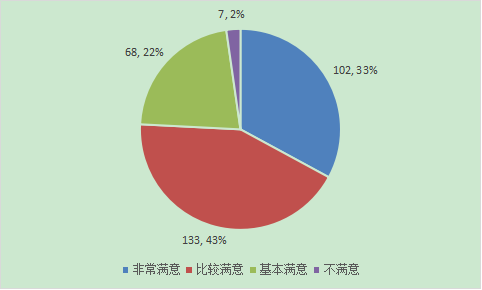 7, 2%
68, 22%
102, 33%
133, 43%
非常满意 比较满意 基本满意 不满意